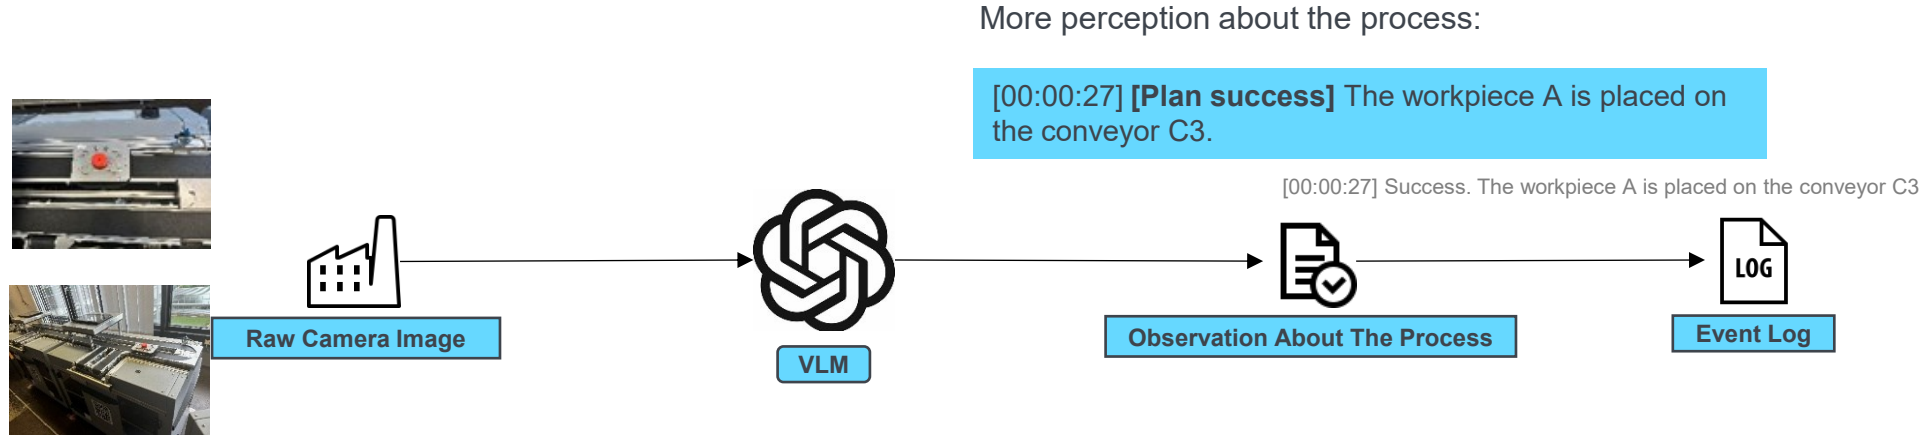 More perception about the process:
[00:00:27] [Plan success] The workpiece A is placed on
the conveyor C3.
[00:00:27] Success. The workpiece A is placed on the conveyor C3
LOG
Raw Camera Image
VLM
Observation About The Process
Event Log